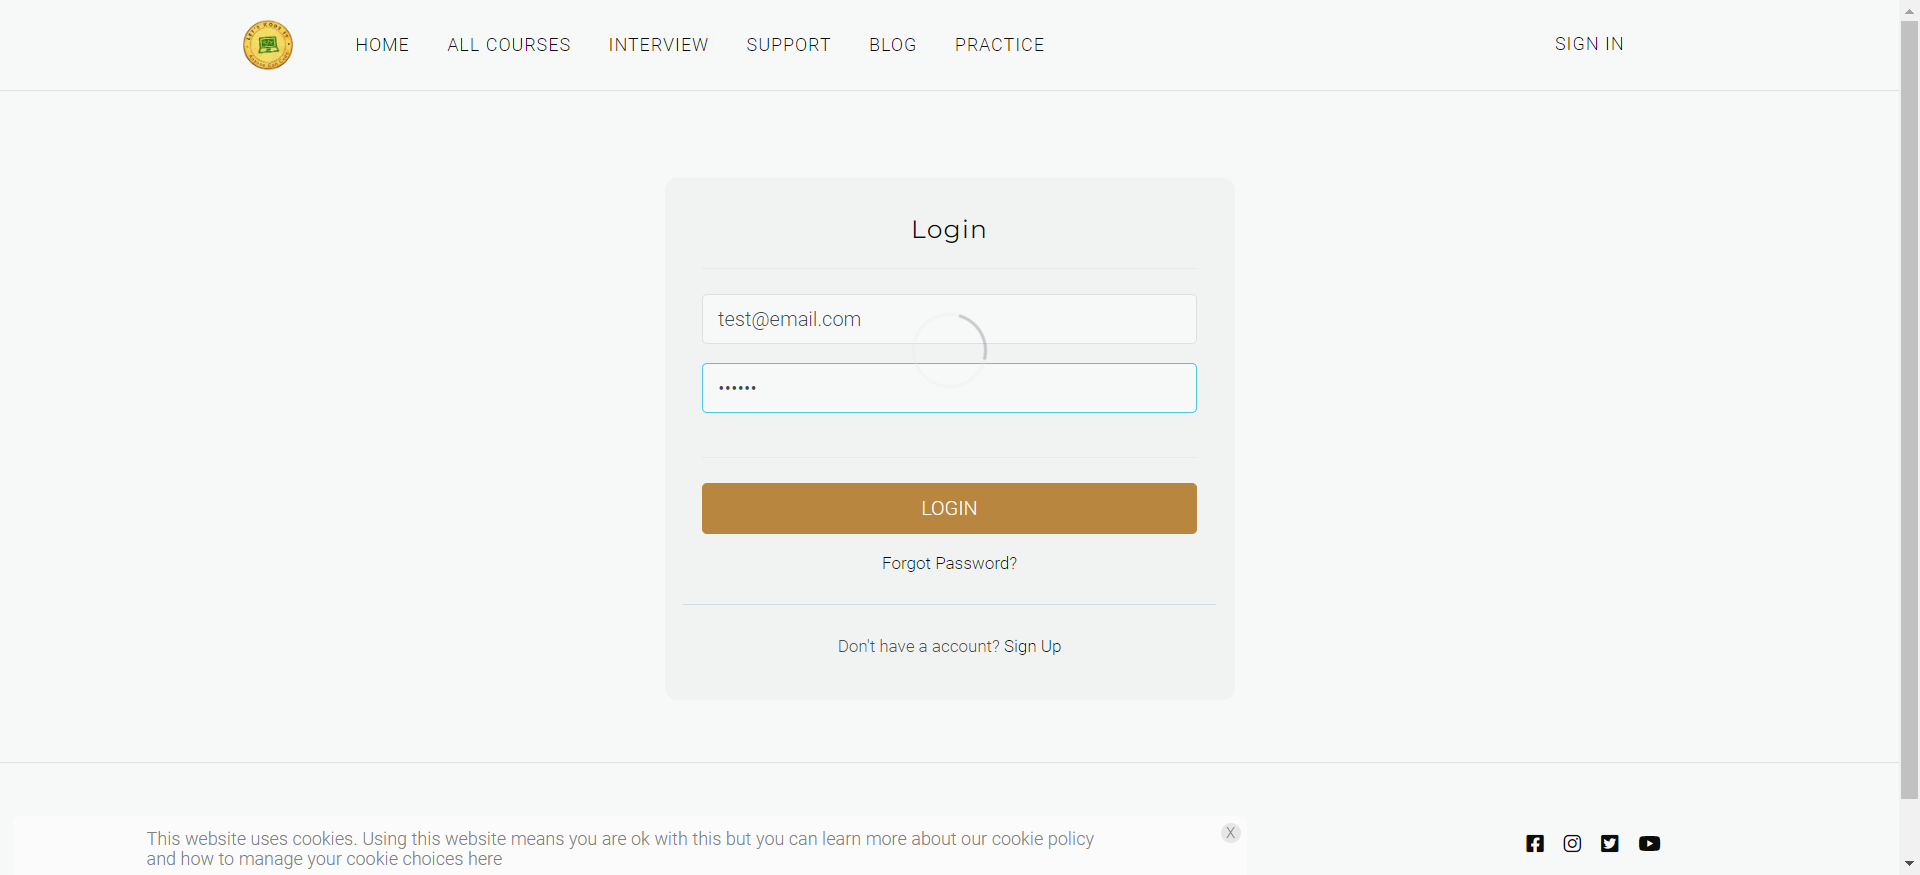 HOME ALL COURSES INTERVIEW SUPPORT BLOG PRACTICE SIGN IN
Login
test@email.com
••••••
LOGIN
Forgot Password?
Don't have a account? Sign Up
This website uses cookies. Using this website means you are ok with this but you can learn more about our cookie policy
and how to manage your cookie choices here
X